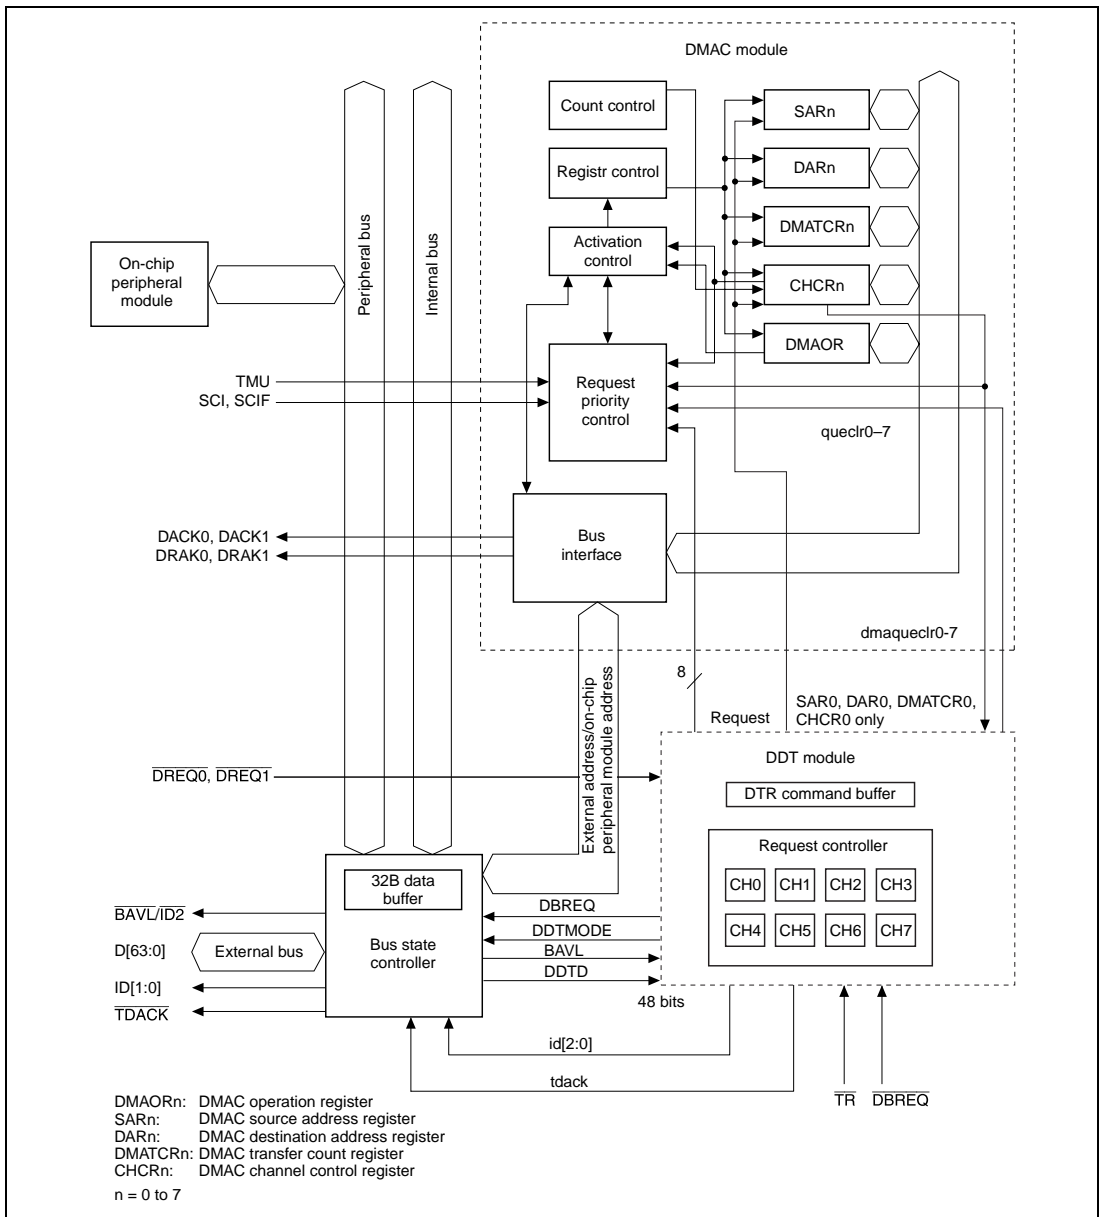 DMAC module
Count control
SARn
Registr control
DARn
Activation
control
DMATCRn
On-chip
peripheral
module
Peripheral bus
Internal bus
CHCRn
DMAOR
TMU
SCI, SCIF
Request
priority
control
queclr0–7
DACK0, DACK1
DRAK0, DRAK1
Bus
interface
dmaqueclr0-7
External address/on-chip
peripheral module address
8
Request
SAR0, DAR0, DMATCR0,
CHCR0 only
DREQ0, DREQ1
DDT module
DTR command buffer
Request controller
CH0 CH1 CH2 CH3
CH4 CH5 CH6 CH7
32B data
buffer
Bus state
controller
BAVL/ID2
D[63:0]
External bus
ID[1:0]
TDACK
DBREQ
DDTMODE
BAVL
DDTD
48 bits
id[2:0]
tdack
TR
DBREQ
DMAORn: DMAC operation register
SARn: DMAC source address register
DARn: DMAC destination address register
DMATCRn: DMAC transfer count register
CHCRn: DMAC channel control register
n = 0 to 7